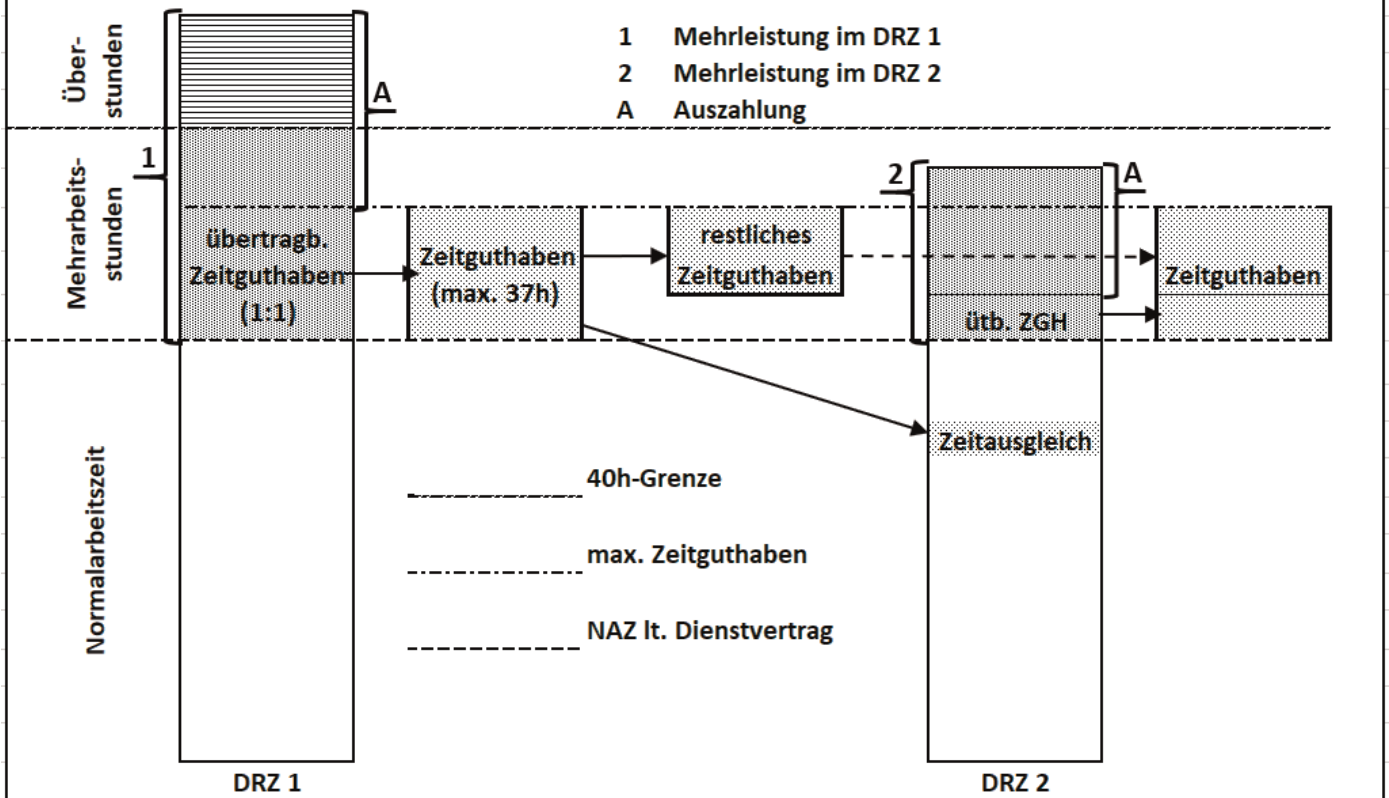 Über-
stunden
1 Mehrleistung im DRZ 1
2 Mehrleistung im DRZ 2
A Auszahlung
A
1
Mehrarbeits-
stunden
2
A
übertragb.
Zeitguthaben
(1:1)
Zeitguthaben
(max. 37h)
restliches
Zeitguthaben
Zeitguthaben
ütb. ZGH
Zeitausgleich
Normalarbeitszeit
40h-Grenze
max. Zeitguthaben
NAZ lt. Dienstvertrag
DRZ 1
DRZ 2